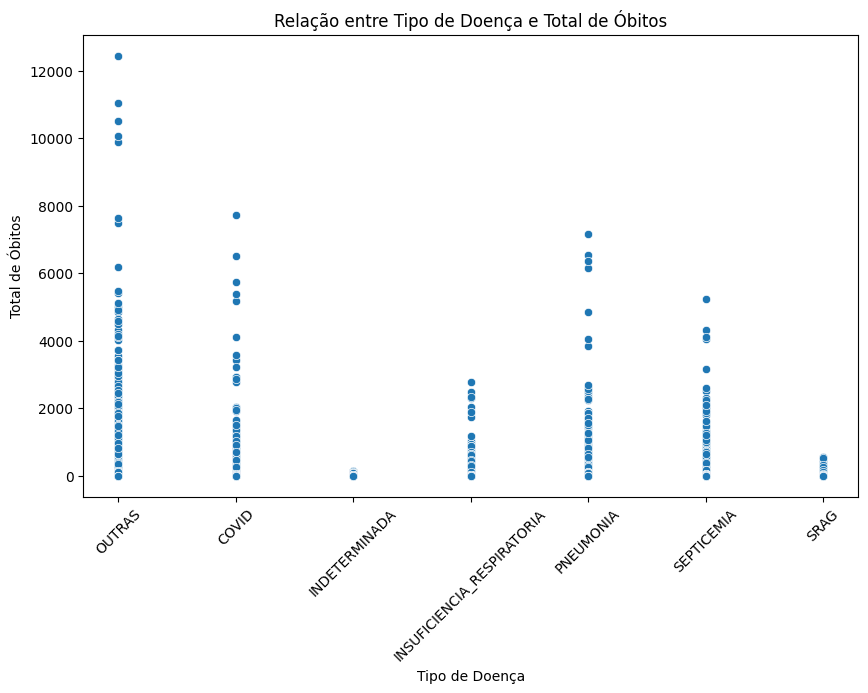 Relação entre Tipo de Doença e Total de Óbitos
Total de Óbitos
12000
10000
8000
6000
4000
2000
0
OUTRAS
COVID
INDETERMINADA
INSUFICIENCIA_RESPIRATORIA
PNEUMONIA
SEPTICEMIA
SRAG
Tipo de Doença